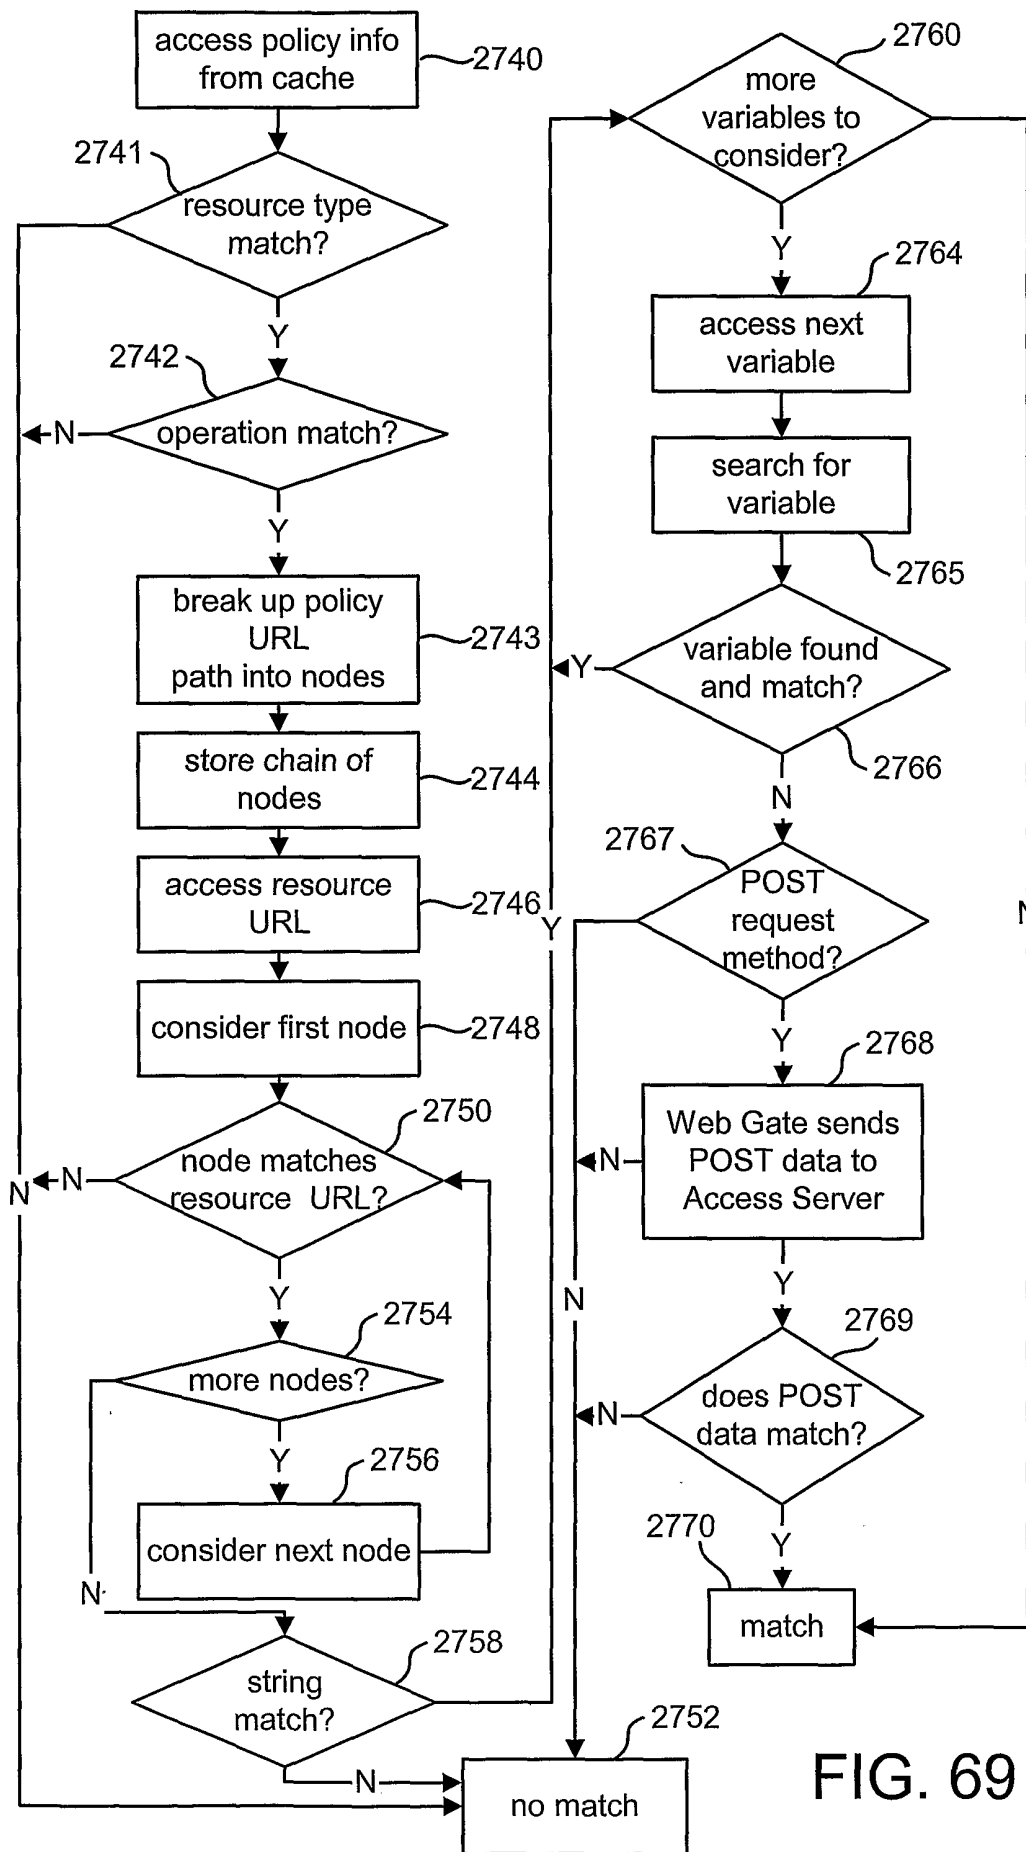 access policy info
from cache
2740
2741
resource type
match?
Y
2742
operation match?
N
Y
break up policy
URL
path into nodes
2743
store chain of
nodes
2744
access resource
URL
2746
consider first node
2748
2750
node matches
resource URL?
N
N
Y
2754
more nodes?
Y
2756
consider next node
N
2758
string
match?
N
Y
2760
more
variables to
consider?
Y
2764
access next
variable
search for
variable
2765
variable found
and match?
Y
2766
N
2767
POST
request
method?
N
Y
2768
Web Gate sends
POST data to
Access Server
N
Y
N
2769
does POST
data match?
N
Y
2770
match
2752
no match
FIG. 69